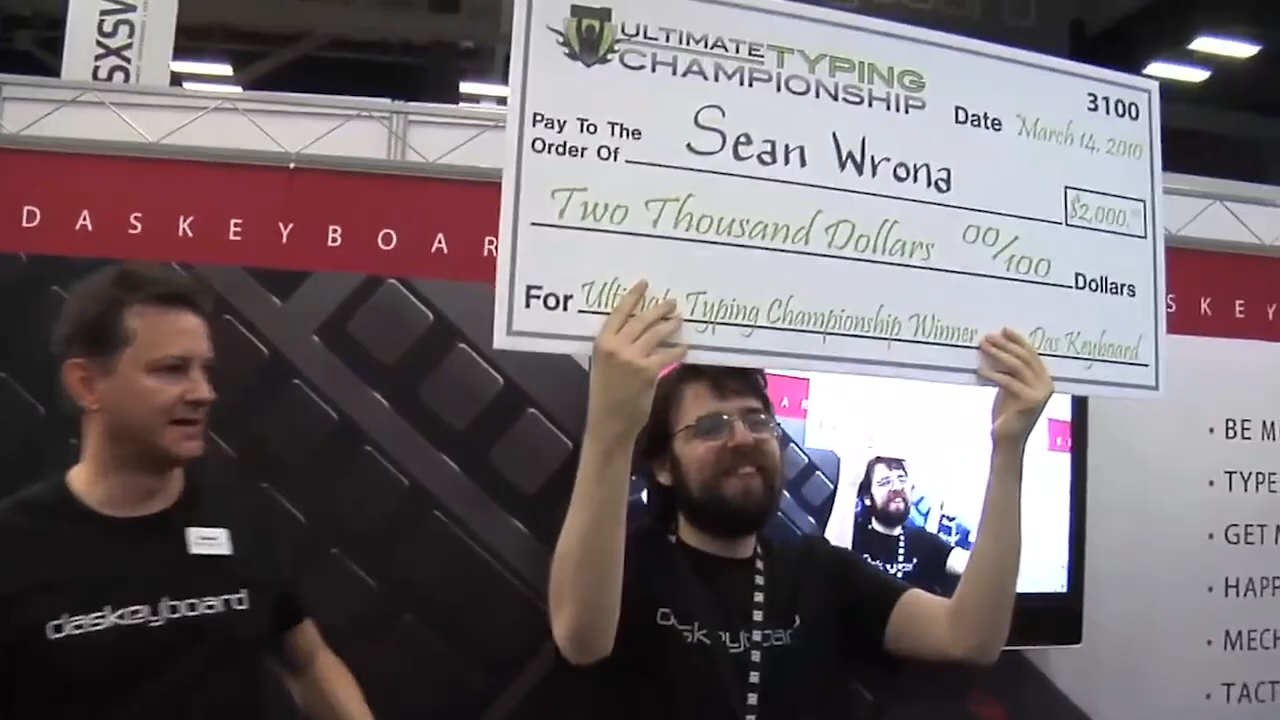 SXSW
ULTIMATE TYPING
CHAMPIONSHIP
3100
Date March 14, 2010
Pay To The
Order Of Sean Wrona
$2,000.
Two Thousand Dollars 00/100 Dollars
For Ultimate Typing Championship Winner Das Keyboard
DASKEYBOAR
SKEY
daskeyboard
daskeyboard
BE M
TYPE
GET
HAPP
MECH
TACT